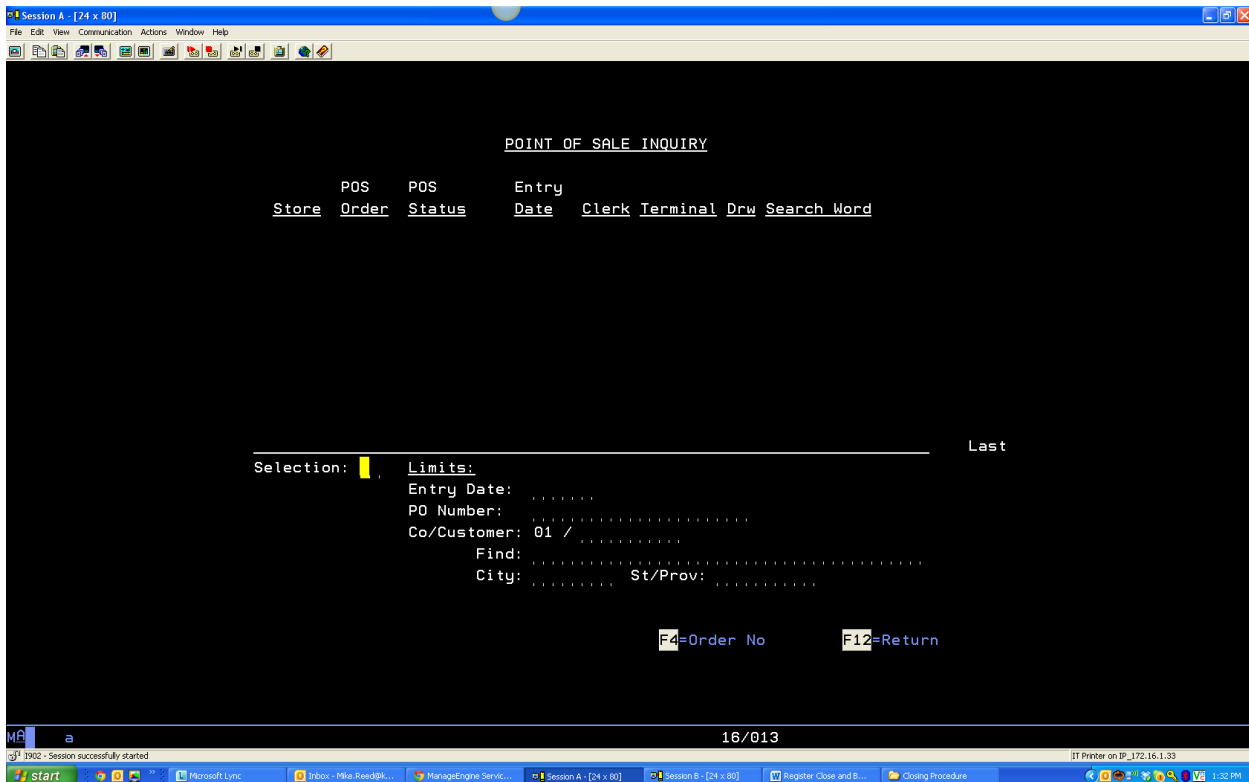 Session A - [24 x 80]
File Edit View Communication Actions Window Help
POINT OF SALE INQUIRY
POS POS Entry
Store Order Status Date Clerk Terminal Drw Search Word
Last
Selection: Limits:
Entry Date:
PO Number:
Co/Customer: 01 /
Find:
City: St/Prov:
F4=Order No F12=Return
MA a 16/013
I902 - Session successfully started IT Printer on IP_172.16.1.33
start Microsoft Lync Inbox - Mike.Reed@k... ManageEngine Servic... Session A - [24 x 80] Session B - [24 x 80] Register Close and B... Closing Procedure 1:32 PM